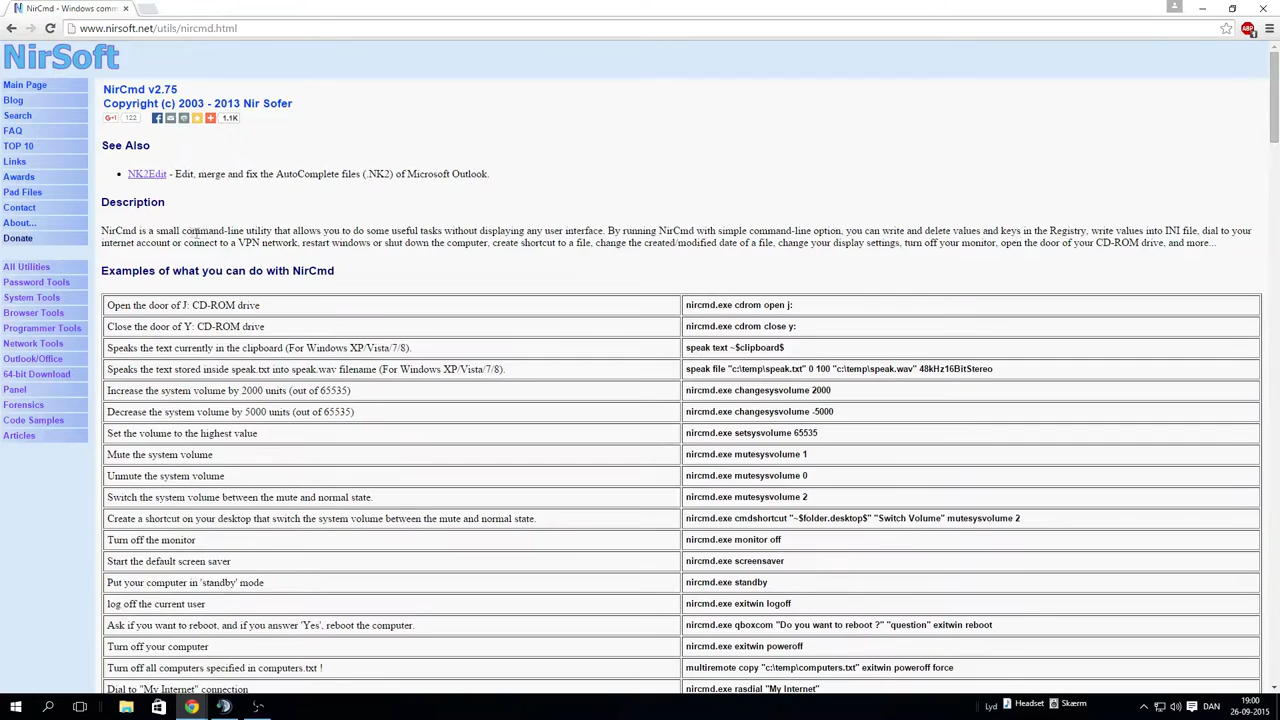 NirCmd - Windows comm
www.nirsoft.net/utils/nircmd.html
ABP
NirSoft
Main Page
Blog
Search
FAQ
TOP 10
Links
Awards
Pad Files
Contact
About...
Donate
All Utilities
Password Tools
System Tools
Browser Tools
Programmer Tools
Network Tools
Outlook/Office
64-bit Download
Panel
Forensics
Code Samples
Articles
NirCmd v2.75
Copyright (c) 2003 - 2013 Nir Sofer
G+1 122 1.1K
See Also
• NK2Edit - Edit, merge and fix the AutoComplete files (.NK2) of Microsoft Outlook.
Description
NirCmd is a small command-line utility that allows you to do some useful tasks without displaying any user interface. By running NirCmd with simple command-line option, you can write and delete values and keys in the Registry, write values into INI file, dial to your
internet account or connect to a VPN network, restart windows or shut down the computer, create shortcut to a file, change the created/modified date of a file, change your display settings, turn off your monitor, open the door of your CD-ROM drive, and more...
Examples of what you can do with NirCmd
Open the door of J: CD-ROM drive nircmd.exe cdrom open j:
Close the door of Y: CD-ROM drive nircmd.exe cdrom close y:
Speaks the text currently in the clipboard (For Windows XP/Vista/7/8). speak text ~$clipboard$
Speaks the text stored inside speak.txt into speak.wav filename (For Windows XP/Vista/7/8). speak file "c:\temp\speak.txt" 0 100 "c:\temp\speak.wav" 48kHz16BitStereo
Increase the system volume by 2000 units (out of 65535) nircmd.exe changesysvolume 2000
Decrease the system volume by 5000 units (out of 65535) nircmd.exe changesysvolume -5000
Set the volume to the highest value nircmd.exe setsysvolume 65535
Mute the system volume nircmd.exe mutesysvolume 1
Unmute the system volume nircmd.exe mutesysvolume 0
Switch the system volume between the mute and normal state. nircmd.exe mutesysvolume 2
Create a shortcut on your desktop that switch the system volume between the mute and normal state. nircmd.exe cmdshortcut "~$folder.desktop$" "Switch Volume" mutesysvolume 2
Turn off the monitor nircmd.exe monitor off
Start the default screen saver nircmd.exe screensaver
Put your computer in 'standby' mode nircmd.exe standby
log off the current user nircmd.exe exitwin logoff
Ask if you want to reboot, and if you answer 'Yes', reboot the computer. nircmd.exe qboxcom "Do you want to reboot ?" "question" exitwin reboot
Turn off your computer nircmd.exe exitwin poweroff
Turn off all computers specified in computers.txt ! multiremote copy "c:\temp\computers.txt" exitwin poweroff force
Dial to "My Internet" connection nircmd.exe rasdial "My Internet"
Lyd Headset Skærm DAN 19:00
26-09-2015